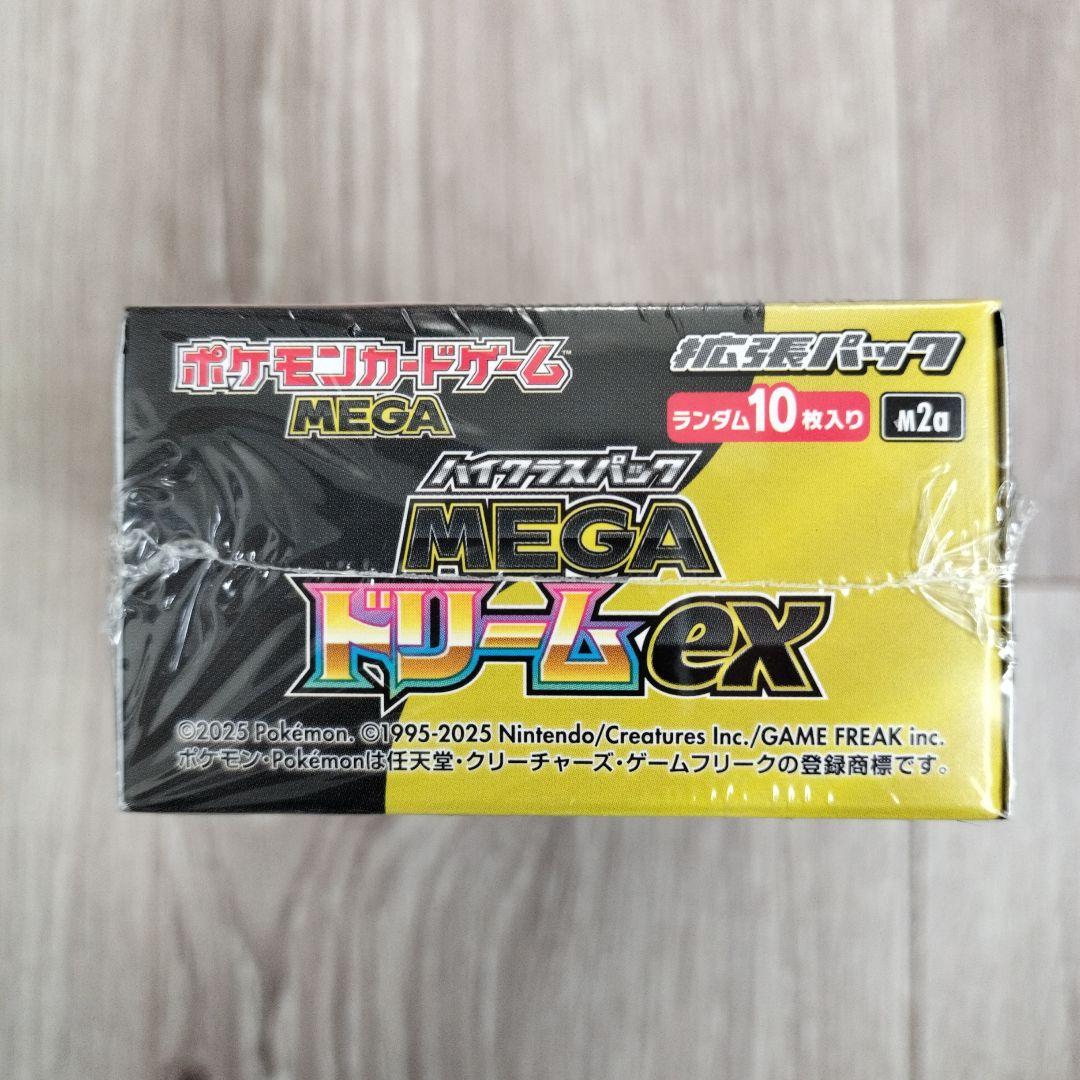 ポケモンカードゲーム™
MEGA
拡張パック
ランダム10枚入り
M2a
ハイクラスパック
MEGA
ドリームex
©2025 Pokémon. ©1995-2025 Nintendo/Creatures Inc./GAME FREAK inc.
ポケモン・Pokémonは任天堂・クリーチャーズ・ゲームフリークの登録商標です。